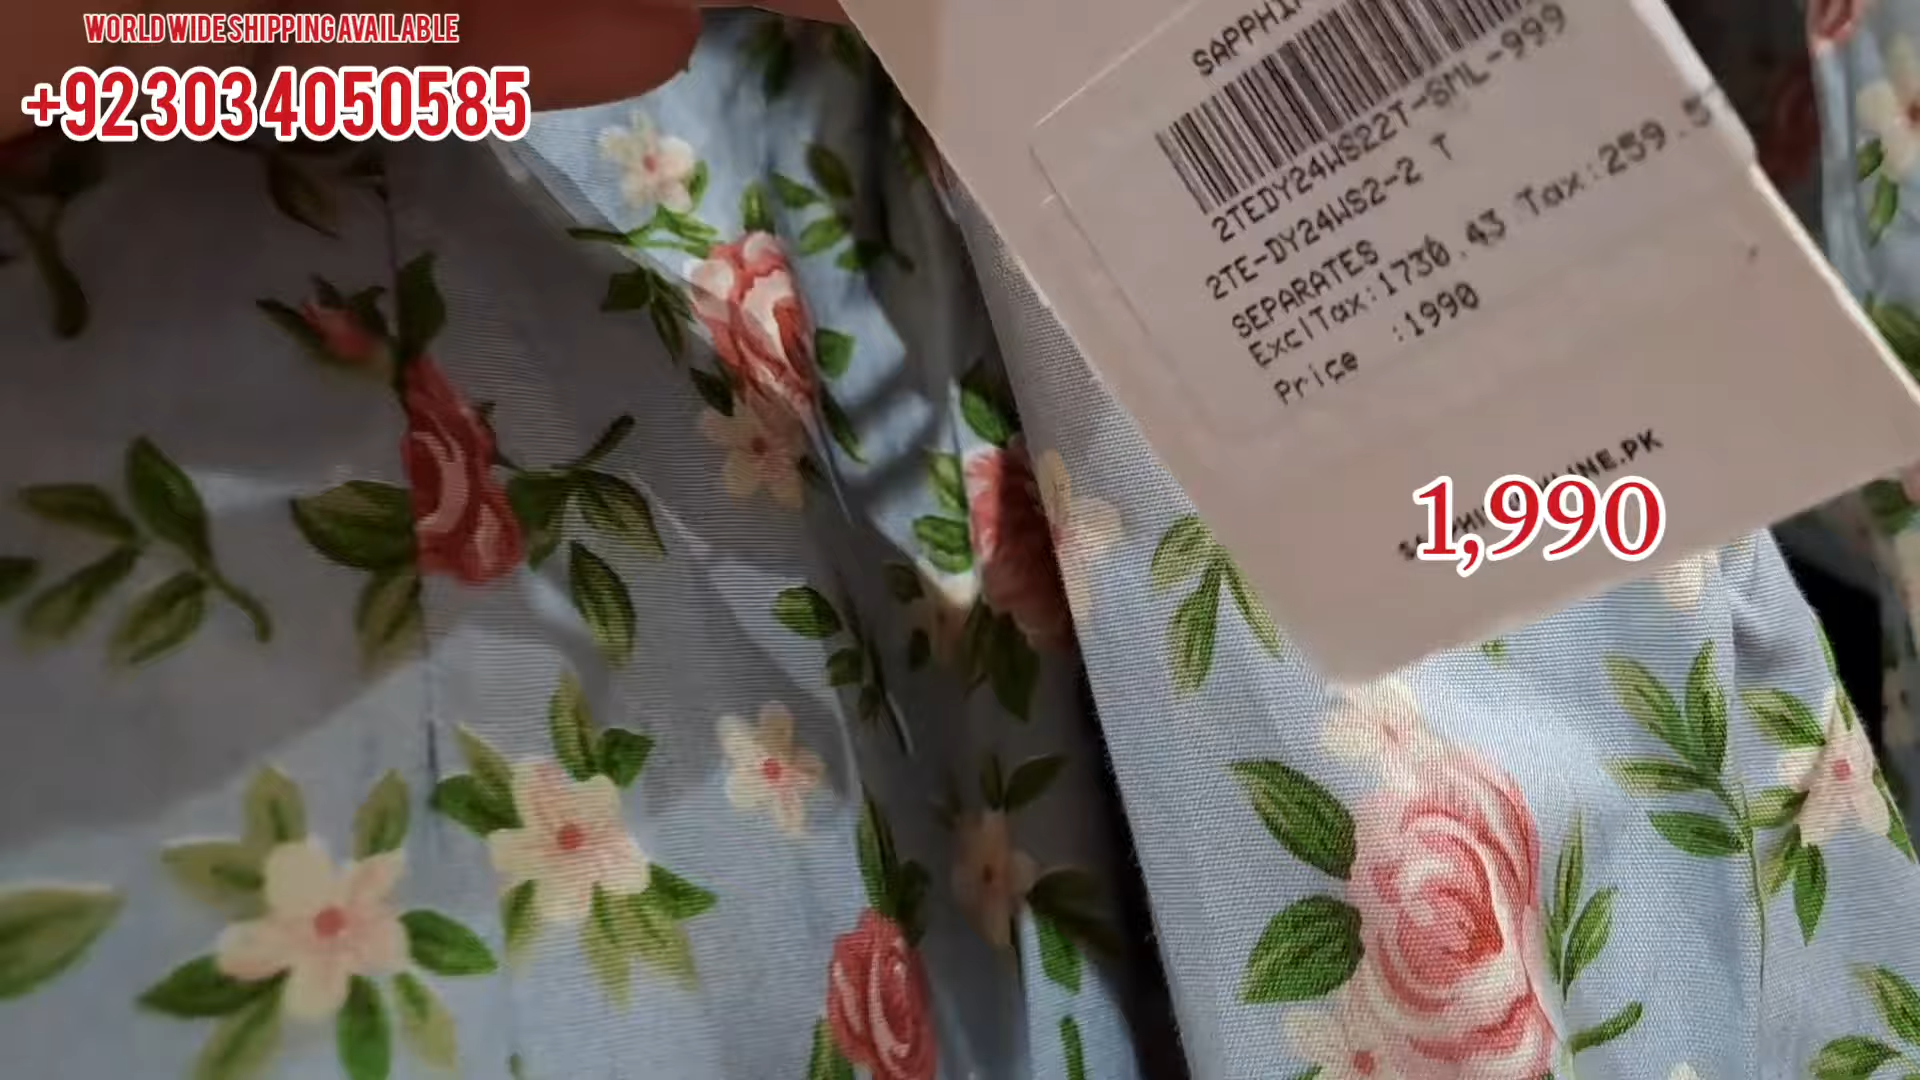 WORLD WIDE SHIPPING AVAILABLE
+92 303 4050585
2TEDY24WS22T-SML-999
2TE-DY24WS2-2 T
SEPARATES
ExclTax:1730.43 Tax:259.5
Price :1990
1,990